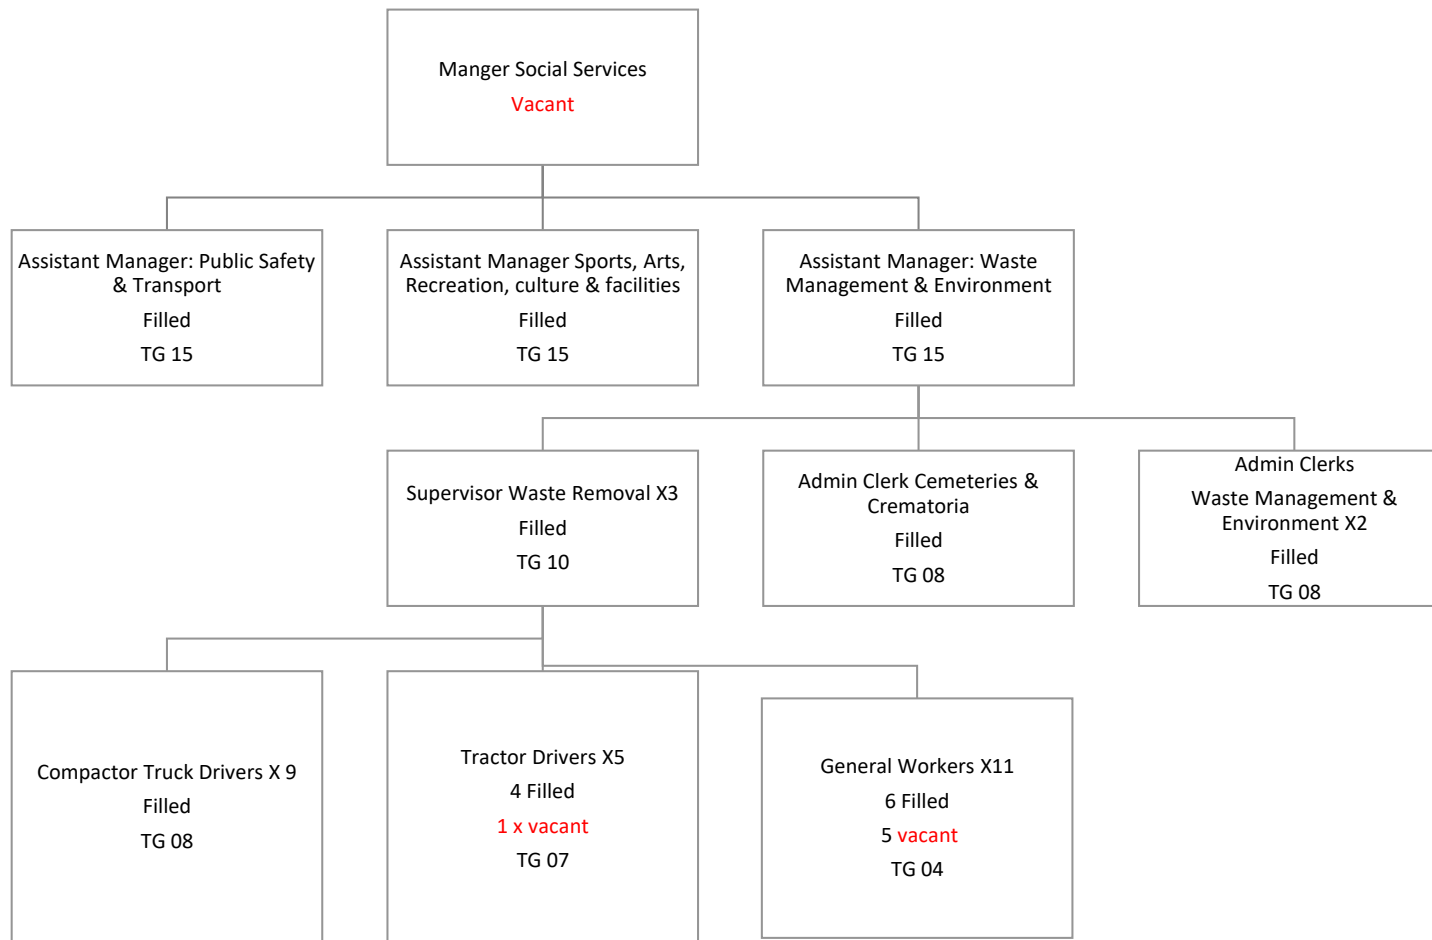 Manger Social Services
Vacant
Assistant Manager: Public Safety
& Transport
Filled
TG 15
Assistant Manager Sports, Arts,
Recreation, culture & facilities
Filled
TG 15
Assistant Manager: Waste
Management & Environment
Filled
TG 15
Supervisor Waste Removal X3
Filled
TG 10
Admin Clerk Cemeteries &
Crematoria
Filled
TG 08
Admin Clerks
Waste Management &
Environment X2
Filled
TG 08
Compactor Truck Drivers X 9
Filled
TG 08
Tractor Drivers X5
4 Filled
1 x vacant
TG 07
General Workers X11
6 Filled
5 vacant
TG 04